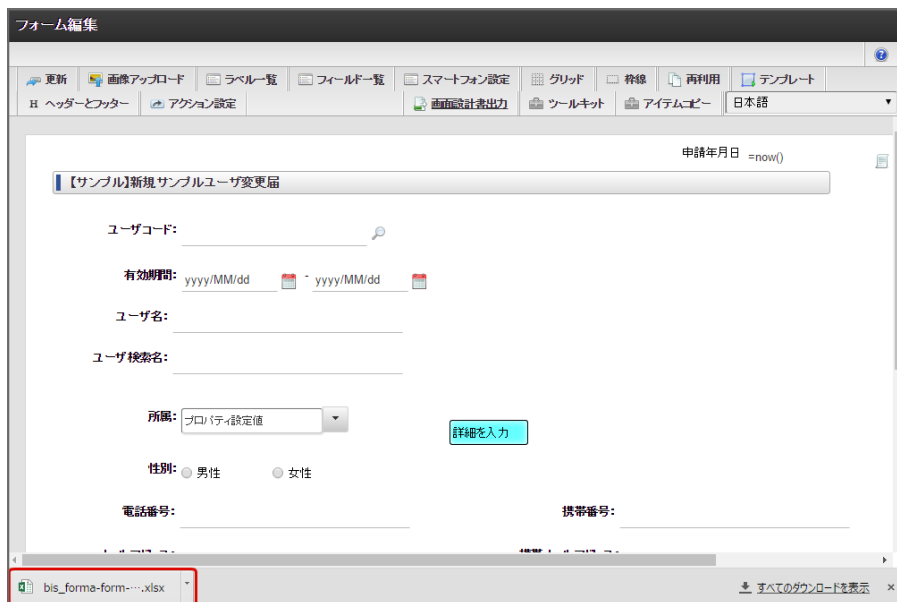 フォーム編集
更新 画像アップロード ラベル一覧 フィールド一覧 スマートフォン設定 グリッド 枠線 再利用 テンプレート
H ヘッダーとフッター アクション設定 画面設計書出力 ツールキット アイテムコピー 日本語
申請年月日 =now()
【サンプル】新規サンプルユーザ変更届
ユーザコード:
有効期間: yyyy/MM/dd - yyyy/MM/dd
ユーザ名:
ユーザ検索名:
所属: プロパティ設定値
詳細を入力
性別: 男性 女性
電話番号: 携帯番号:
bis_forma-form-….xlsx すべてのダウンロードを表示